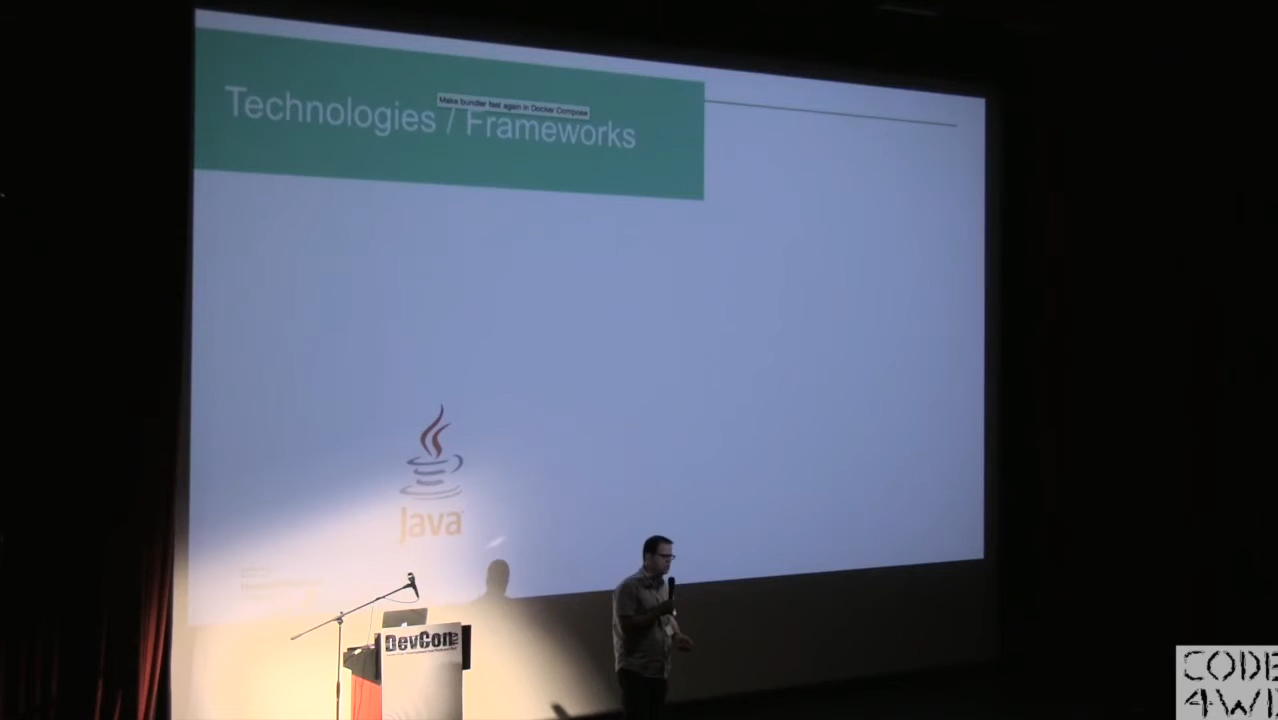 Technologies / Frameworks
Make bundler fast again in Docker Compose
Java
DevCon
CODE
4WI